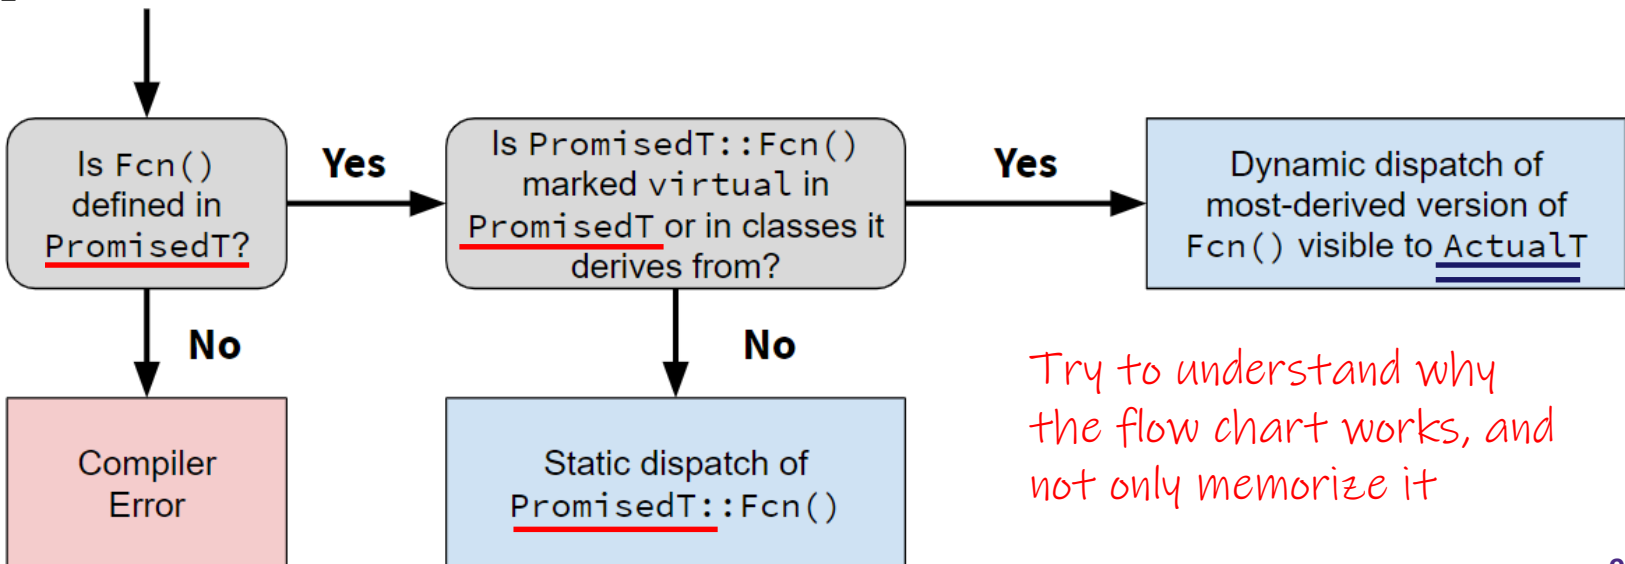 Is Fcn()
defined in
PromisedT?
Yes
Is PromisedT::Fcn()
marked virtual in
PromisedT or in classes it
derives from?
Yes
Dynamic dispatch of
most-derived version of
Fcn() visible to ActualT
No
No
Compiler
Error
Static dispatch of
PromisedT::Fcn()
Try to understand why
the flow chart works, and
not only memorize it